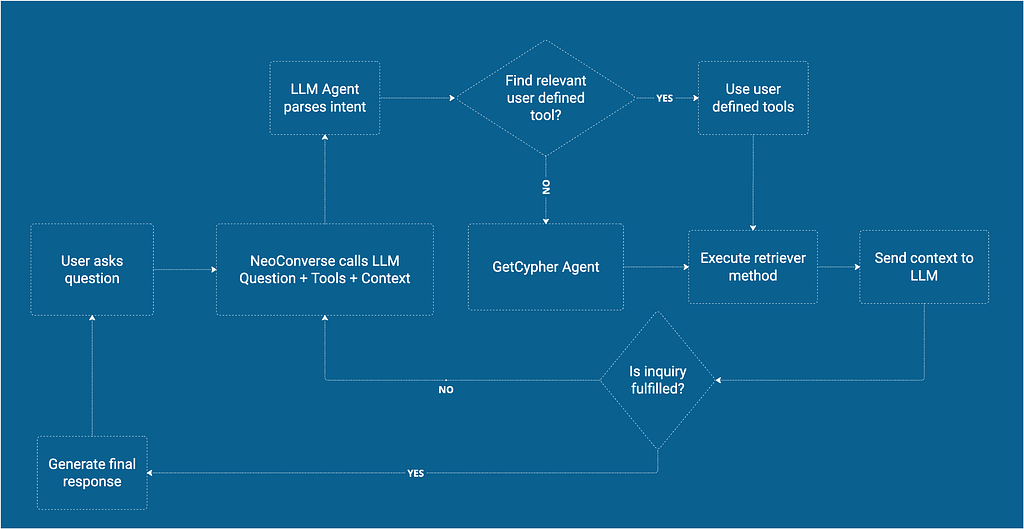 LLM Agent
parses intent
Find relevant
user defined
tool?
YES
Use user
defined tools
NO
User asks
question
NeoConverse calls LLM
Question + Tools + Context
GetCypher Agent
Execute retriever
method
Send context to
LLM
Is inquiry
fulfilled?
NO
Generate final
response
YES